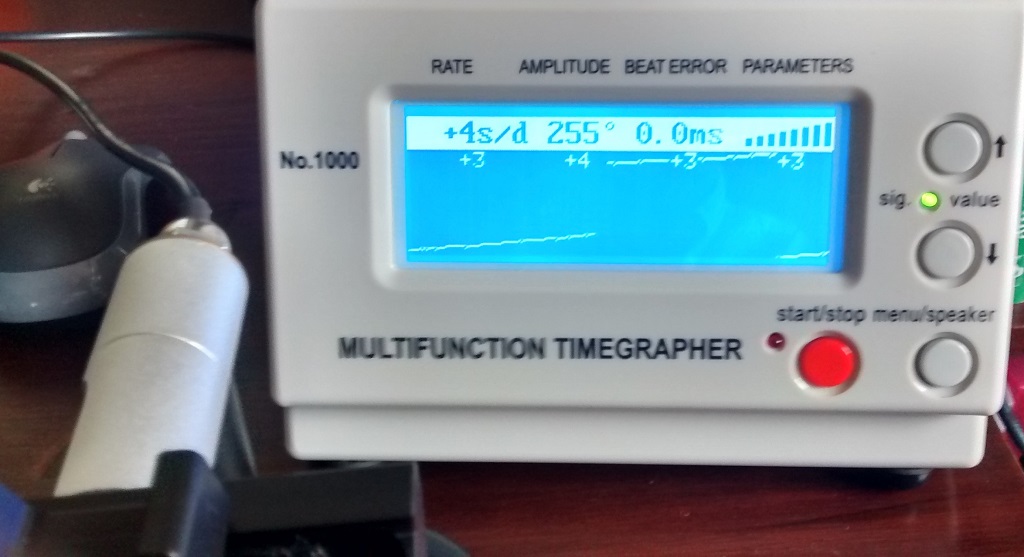 RATE AMPLITUDE BEAT ERROR PARAMETERS
+4s/d 255° 0.0ms
+3 +4 +3 +3
No.1000
sig. value
start/stop menu/speaker
MULTIFUNCTION TIMEGRAPHER